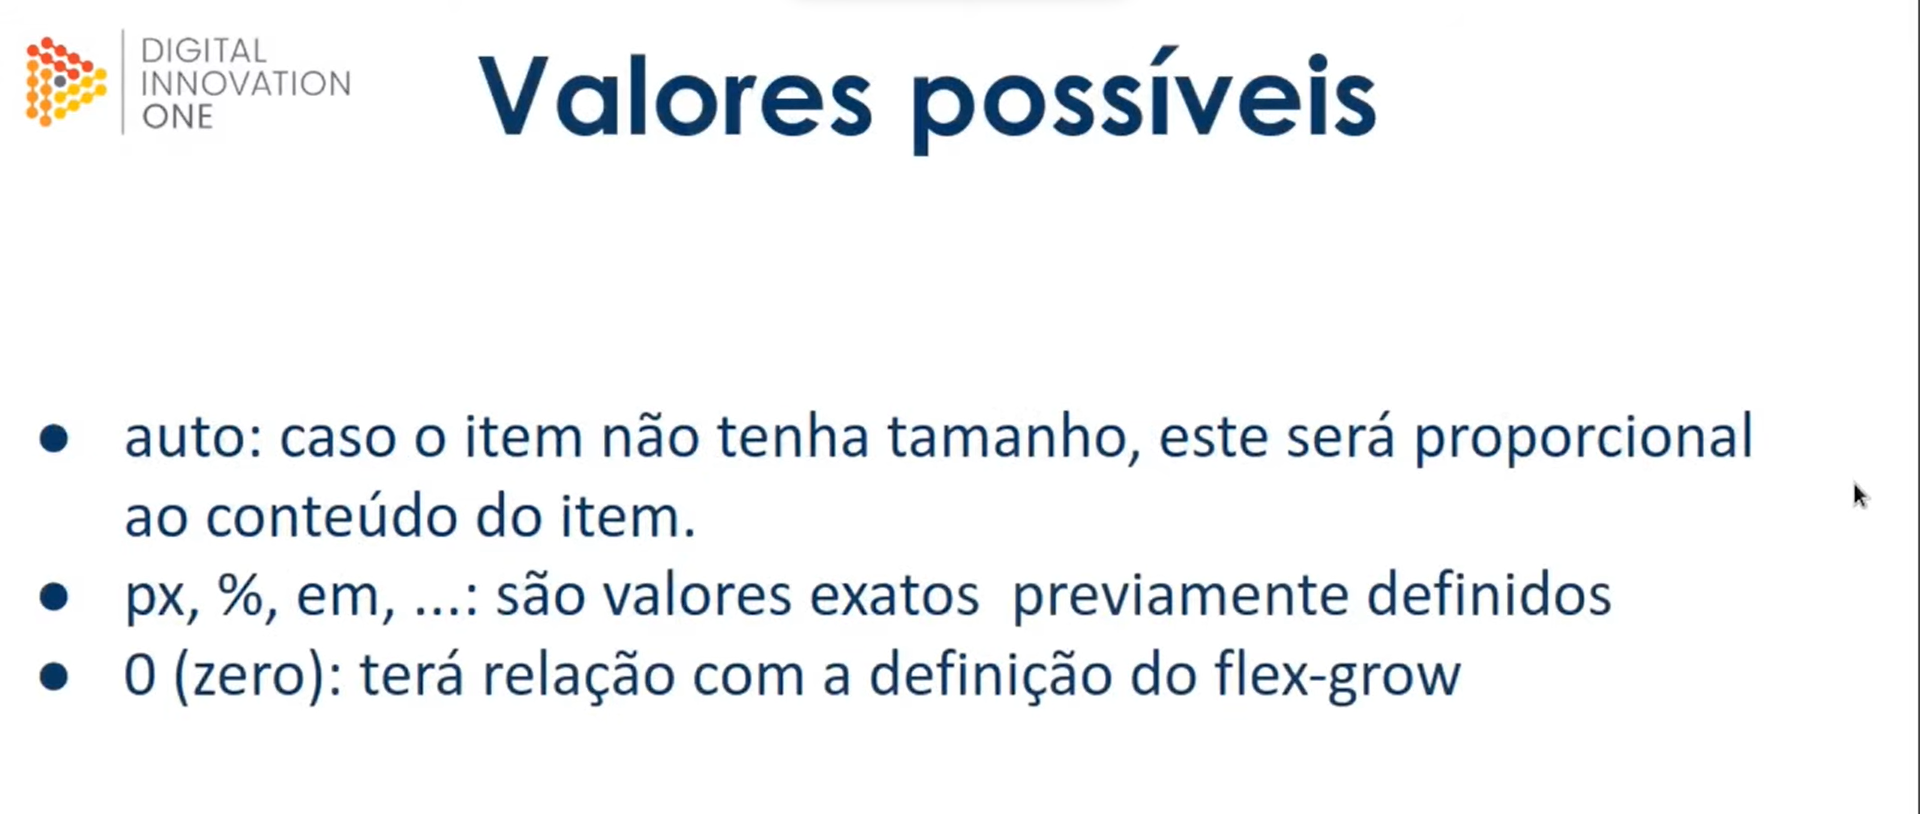 DIGITAL
INNOVATION
ONE
Valores possíveis
● auto: caso o item não tenha tamanho, este será proporcional
ao conteúdo do item.
● px, %, em, ...: são valores exatos  previamente definidos
● 0 (zero): terá relação com a definição do flex-grow